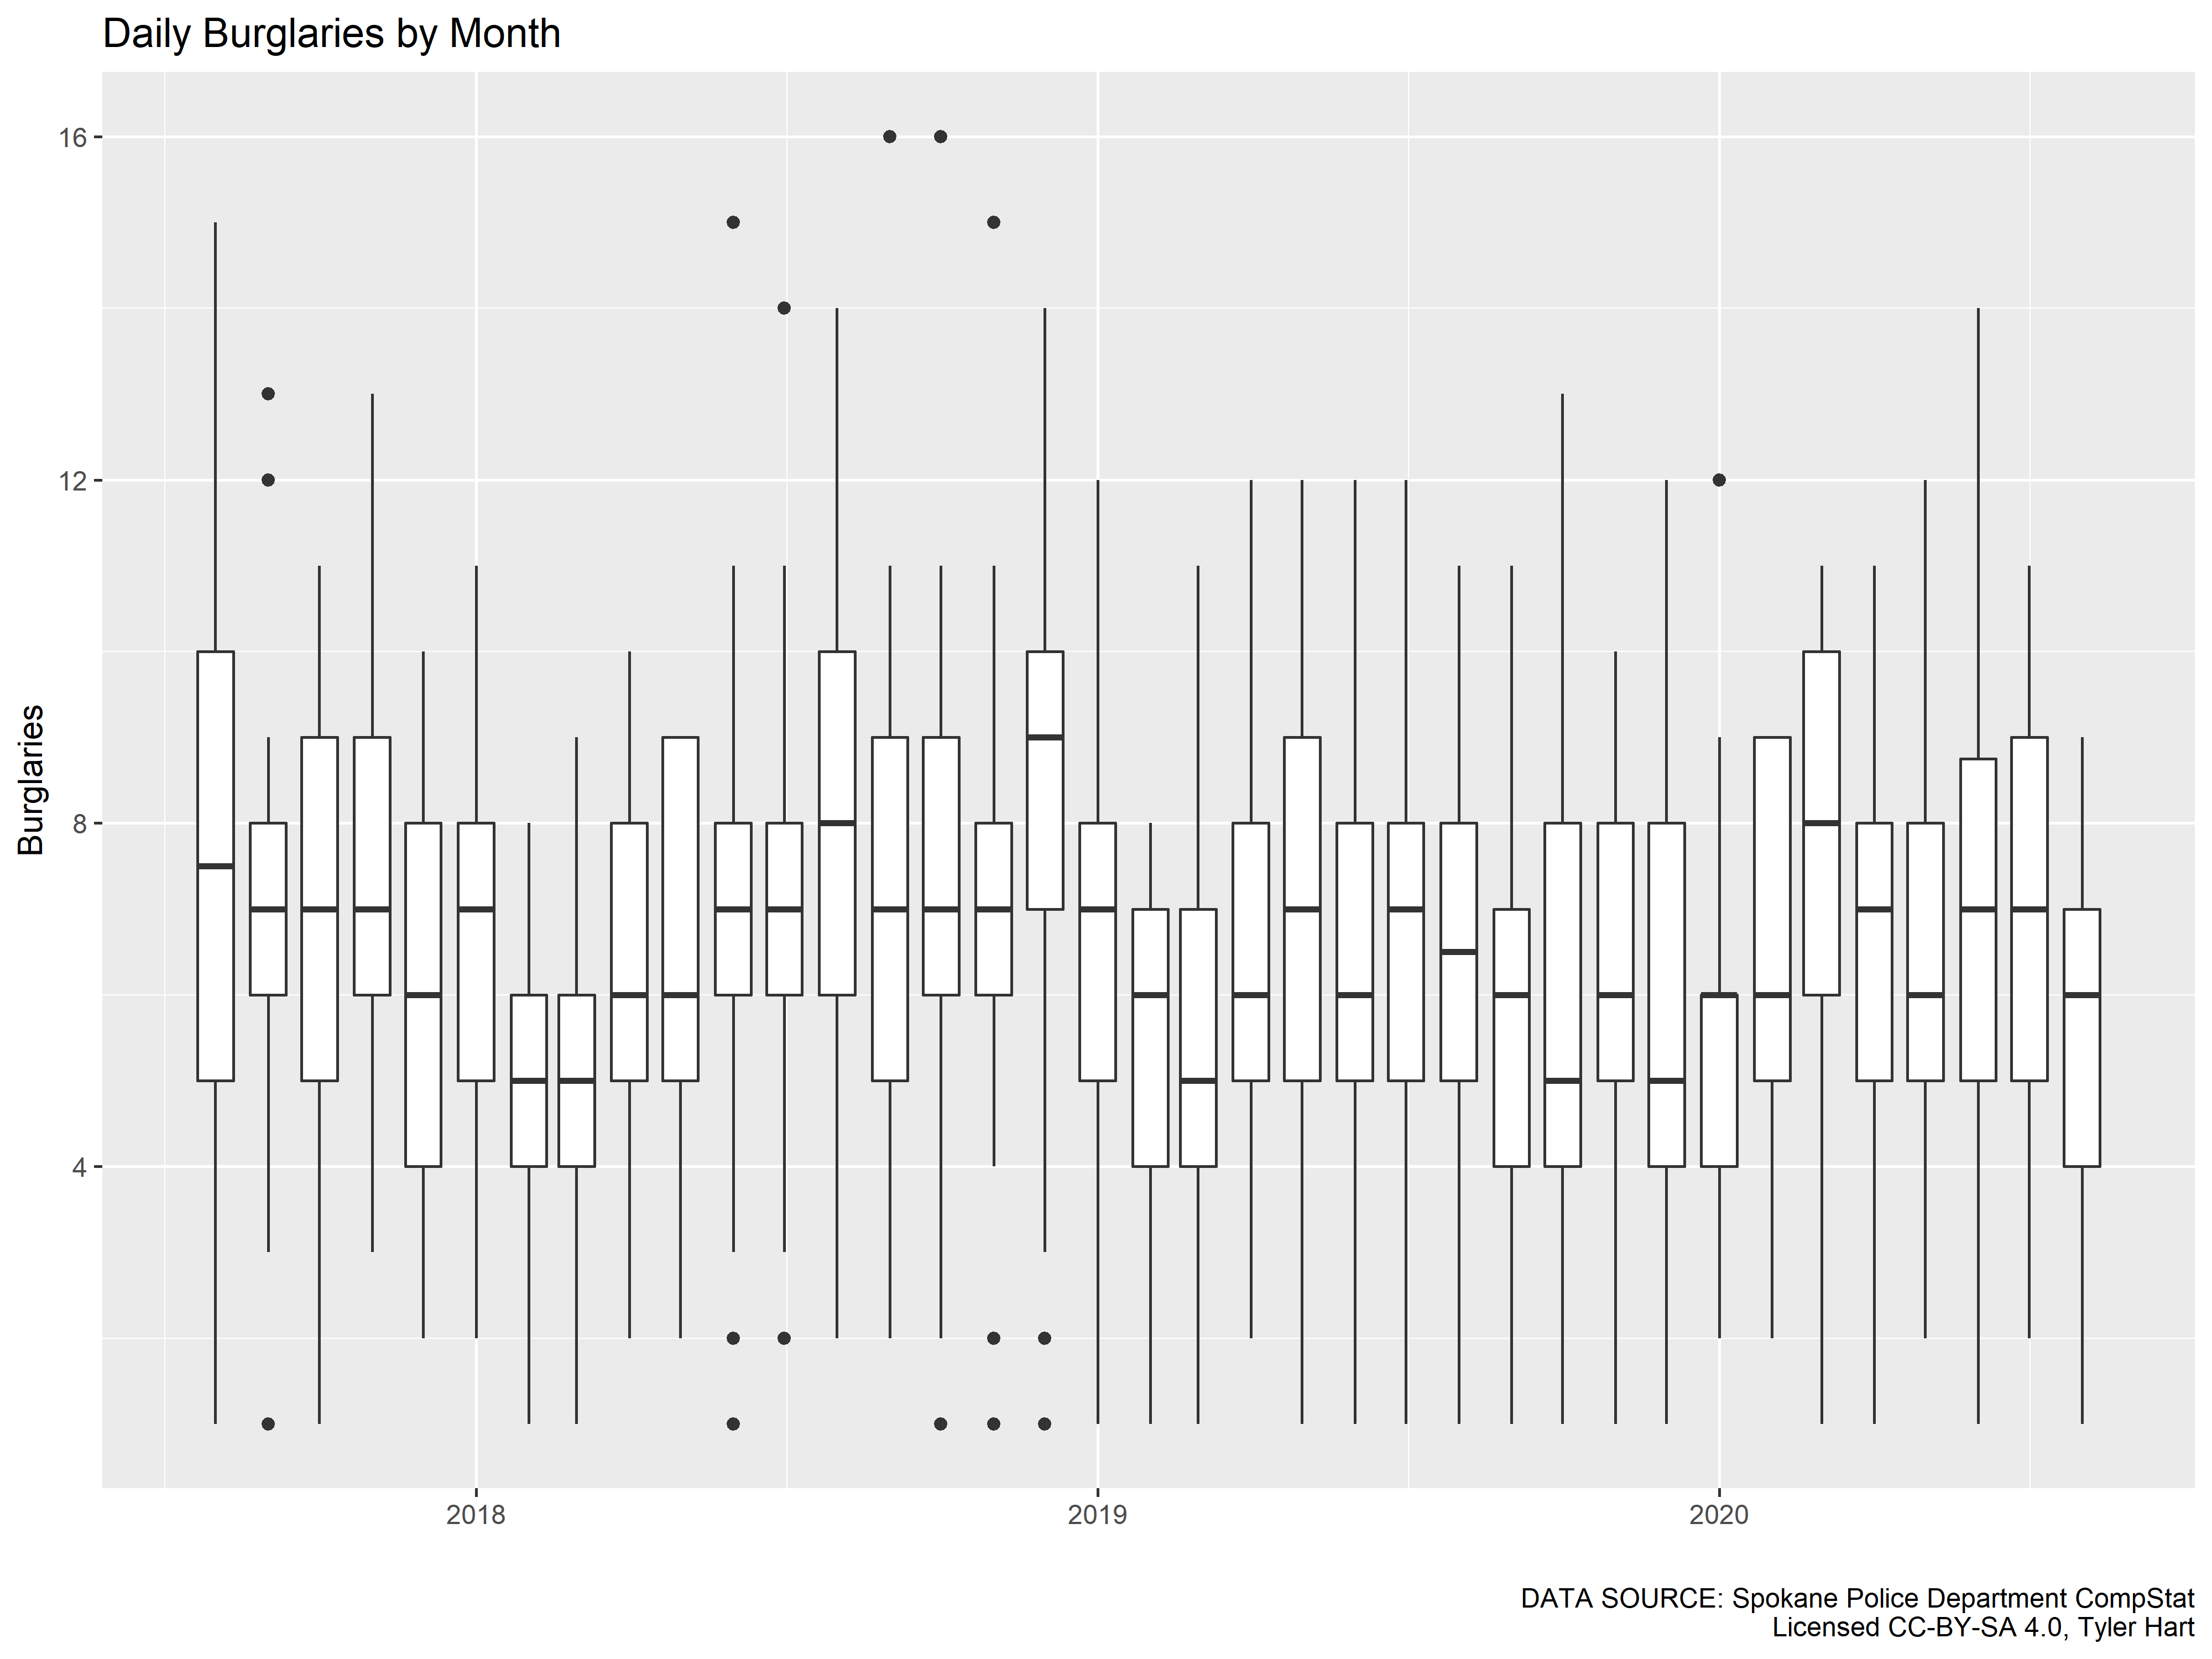 Daily Burglaries by Month
Burglaries
16
12
8
4
2018
2019
2020
DATA SOURCE: Spokane Police Department CompStat
Licensed CC-BY-SA 4.0, Tyler Hart